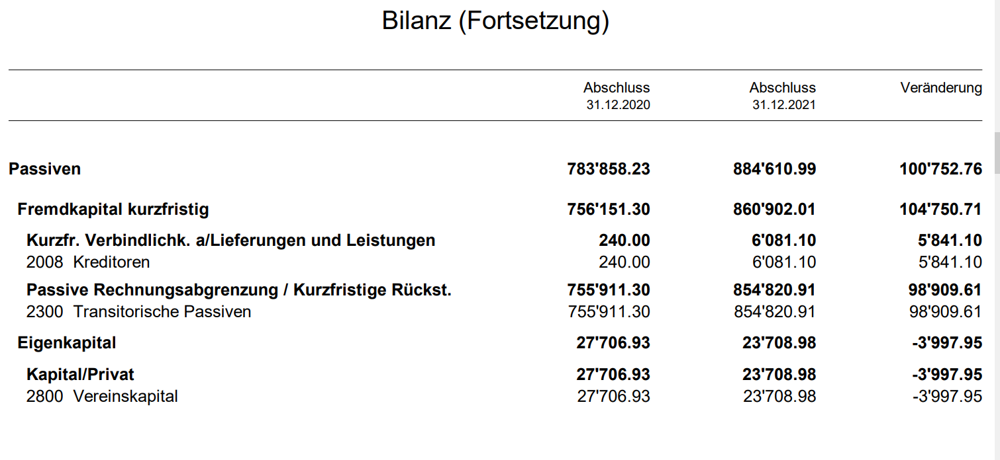 Bilanz (Fortsetzung)
Abschluss Abschluss Veränderung
31.12.2020 31.12.2021
Passiven 783'858.23 884'610.99 100'752.76
Fremdkapital kurzfristig 756'151.30 860'902.01 104'750.71
Kurzfr. Verbindlichk. a/Lieferungen und Leistungen 240.00 6'081.10 5'841.10
2008 Kreditoren 240.00 6'081.10 5'841.10
Passive Rechnungsabgrenzung / Kurzfristige Rückst. 755'911.30 854'820.91 98'909.61
2300 Transitorische Passiven 755'911.30 854'820.91 98'909.61
Eigenkapital 27'706.93 23'708.98 -3'997.95
Kapital/Privat 27'706.93 23'708.98 -3'997.95
2800 Vereinskapital 27'706.93 23'708.98 -3'997.95